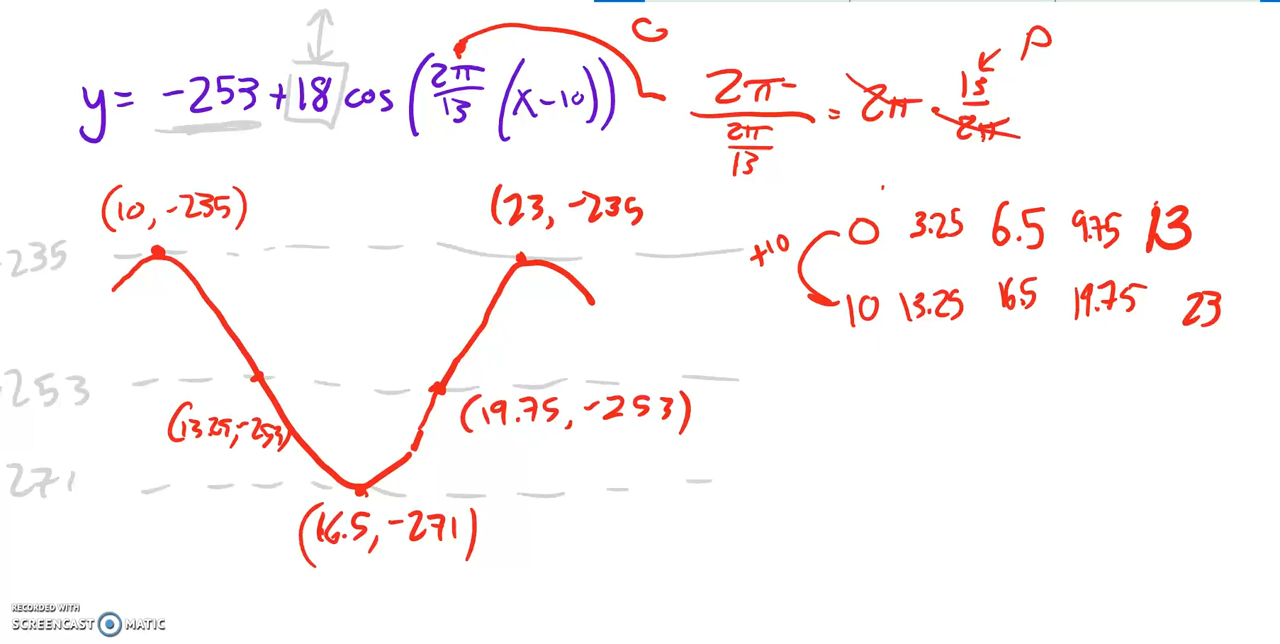 y = -253 + 18 cos (2π/13 (x-10))
C
2π / (2π/13) = 2π · 13/2π
P
(10, -235)
(23, -235
-235
+10
0 3.25 6.5 9.75 13
10 13.25 16.5 19.75 23
-253
(13.25, -253)
(19.75, -253)
271
(16.5, -271)
RECORDED WITH
SCREENCAST MATIC